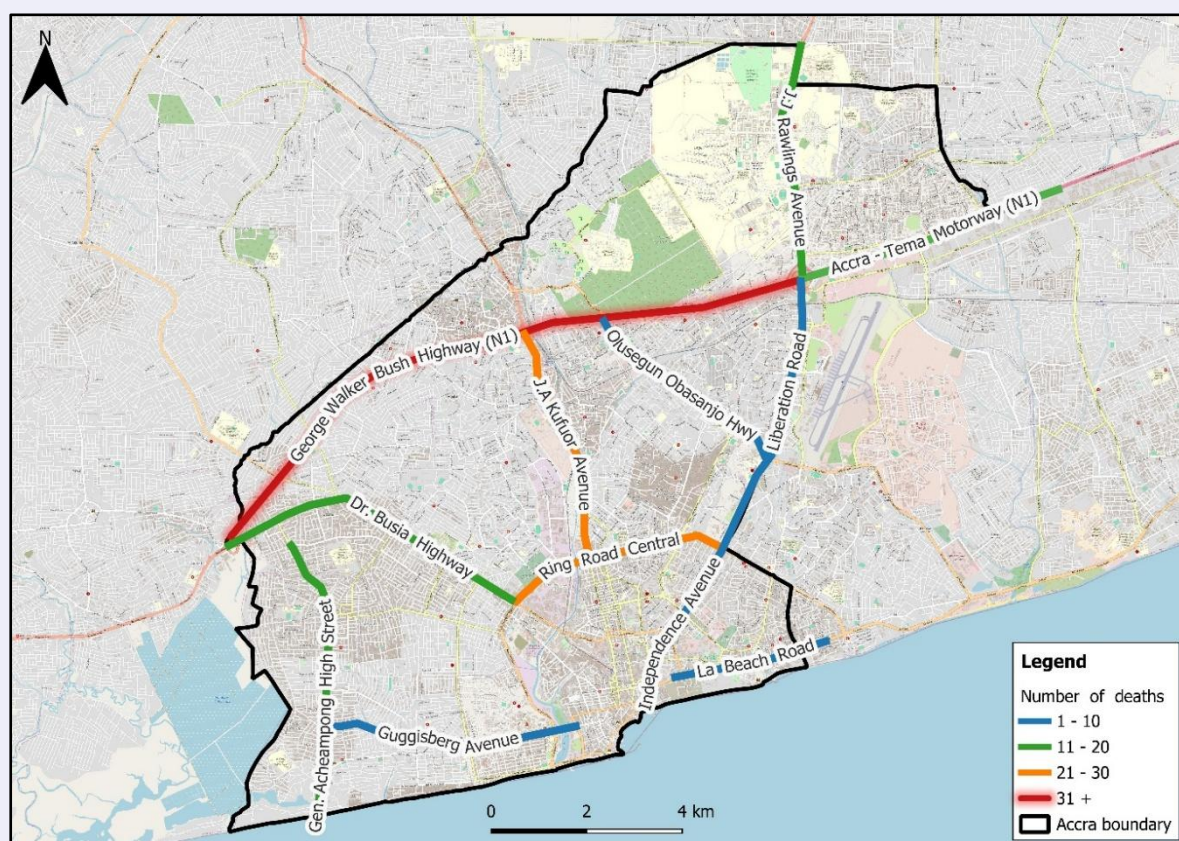 N
J.J Rawlings Avenue
Accra - Tema Motorway (N1)
George Walker Bush Highway (N1)
Olusegun Obasanjo Hwy
Liberation Road
J.A Kufuor Avenue
Dr. Busia Highway
Ring Road Central
Independence Avenue
La Beach Road
Gen. Acheampong High Street
Guggisberg Avenue
0 2 4 km
Legend
Number of deaths
1 - 10
11 - 20
21 - 30
31 +
Accra boundary